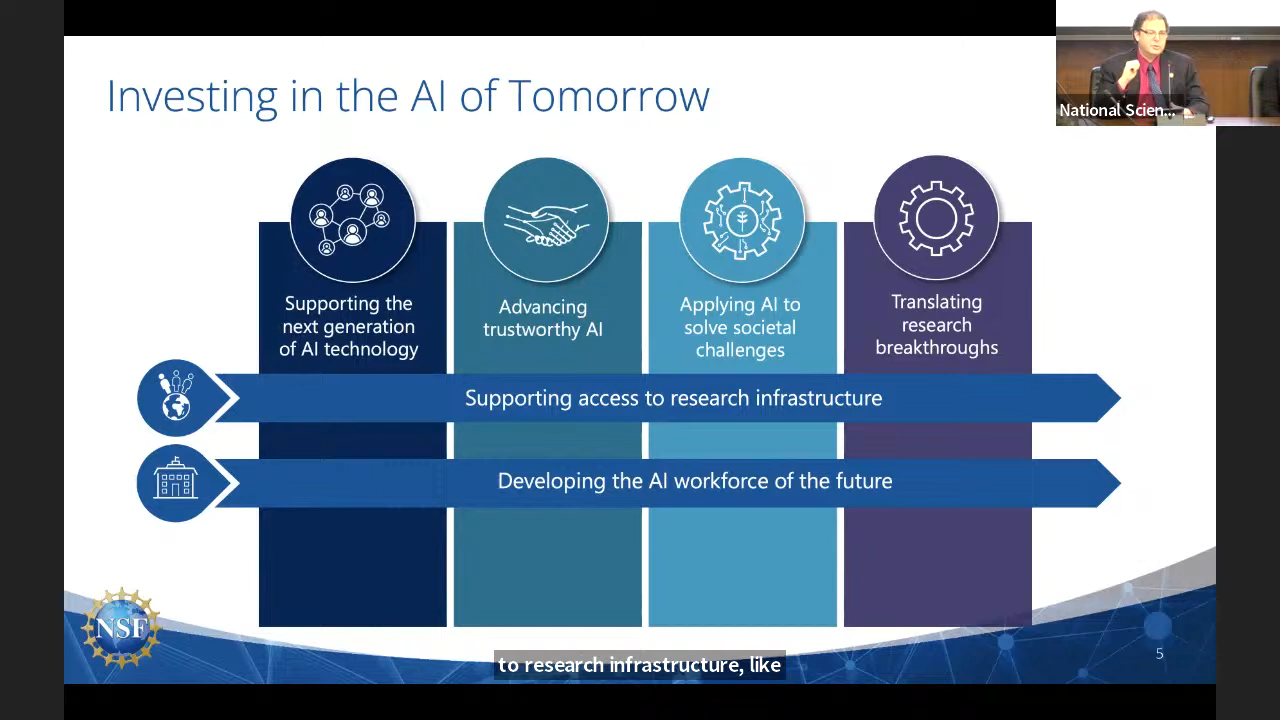 Investing in the AI of Tomorrow
National Scien...
Supporting the
next generation
of AI technology
Advancing
trustworthy AI
Applying AI to
solve societal
challenges
Translating
research
breakthroughs
Supporting access to research infrastructure
Developing the AI workforce of the future
NSF
5
to research infrastructure, like